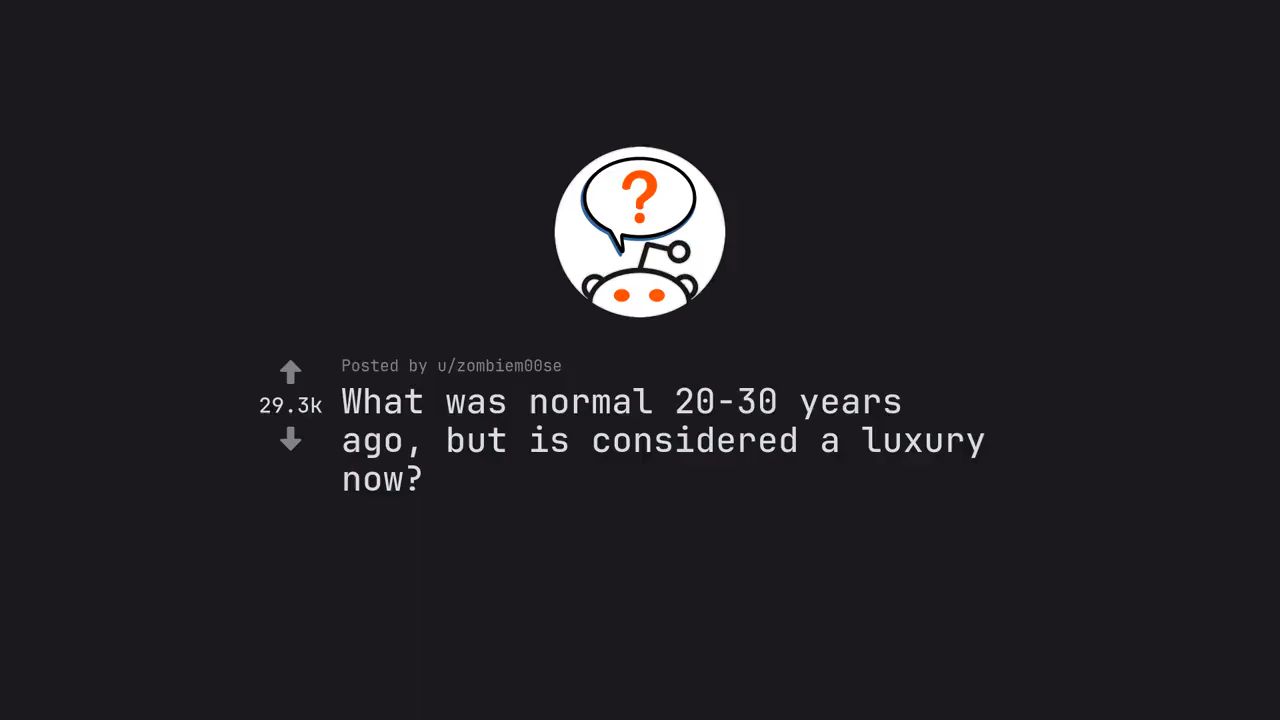 ?
Posted by u/zombiem00se
29.3k
What was normal 20-30 years
ago, but is considered a luxury
now?